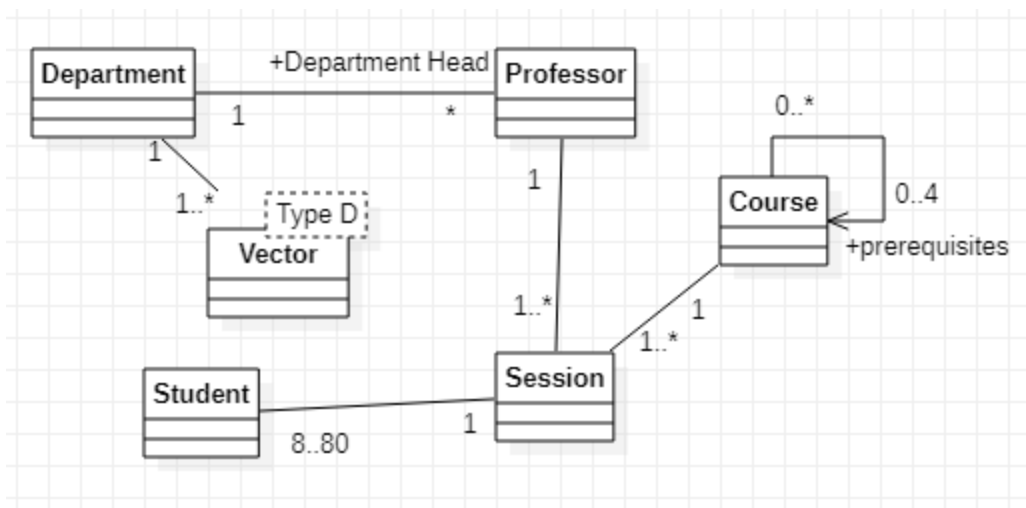 +Department Head
Department
Professor
1
*
0..*
1
1
1..*
Type D
Course
0..4
+prerequisites
Vector
1..*
1
1..*
Session
Student
1
8..80